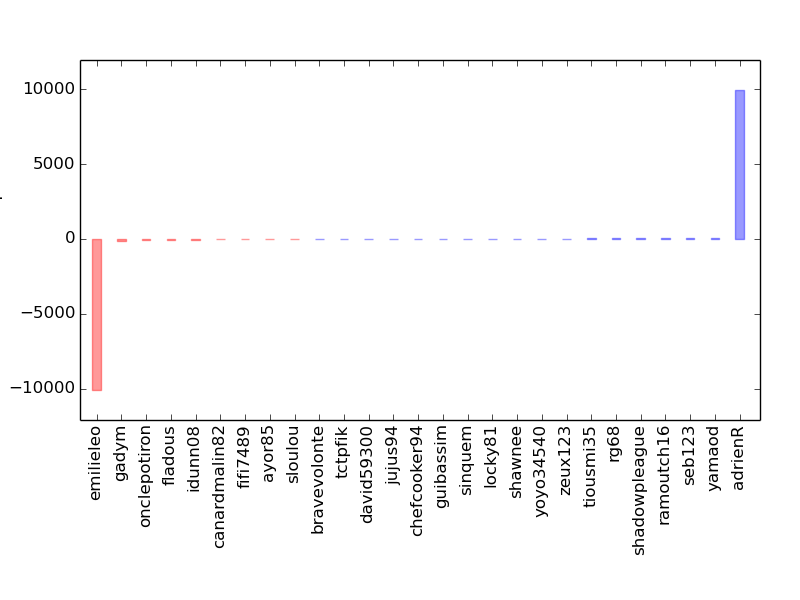 10000
5000
0
−5000
−10000
emilieleo
gadym
onclepotiron
fladous
idunn08
canardmalin82
fifi7489
ayor85
sloulou
bravevolonte
tctpfik
david59300
jujus94
chefcooker94
guibassim
sinquem
locky81
shawnee
yoyo34540
zeux123
tiousmi35
rg68
shadowpleague
ramoutch16
seb123
yamaod
adrienR